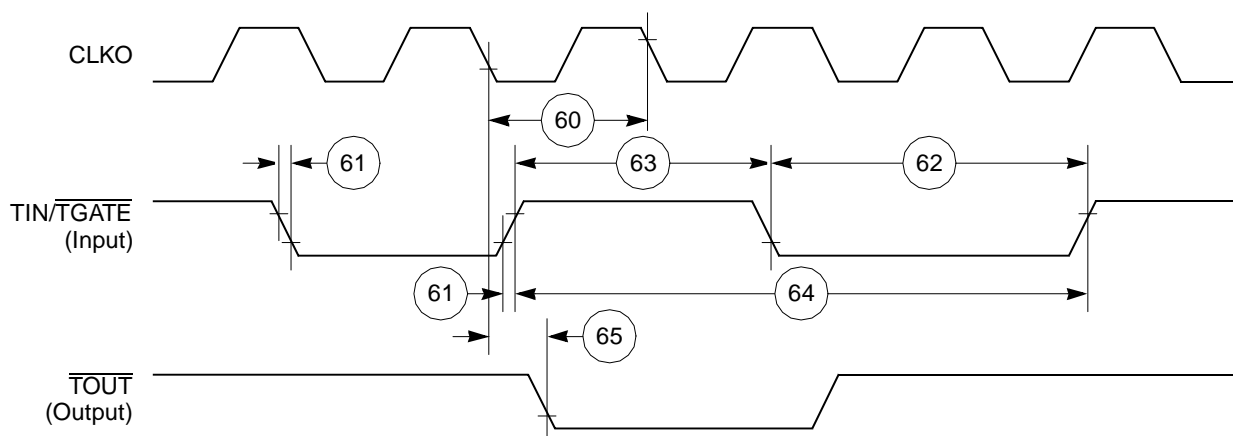 CLKO
60
61
63
62
TIN/TGATE
(Input)
61
64
65
TOUT
(Output)